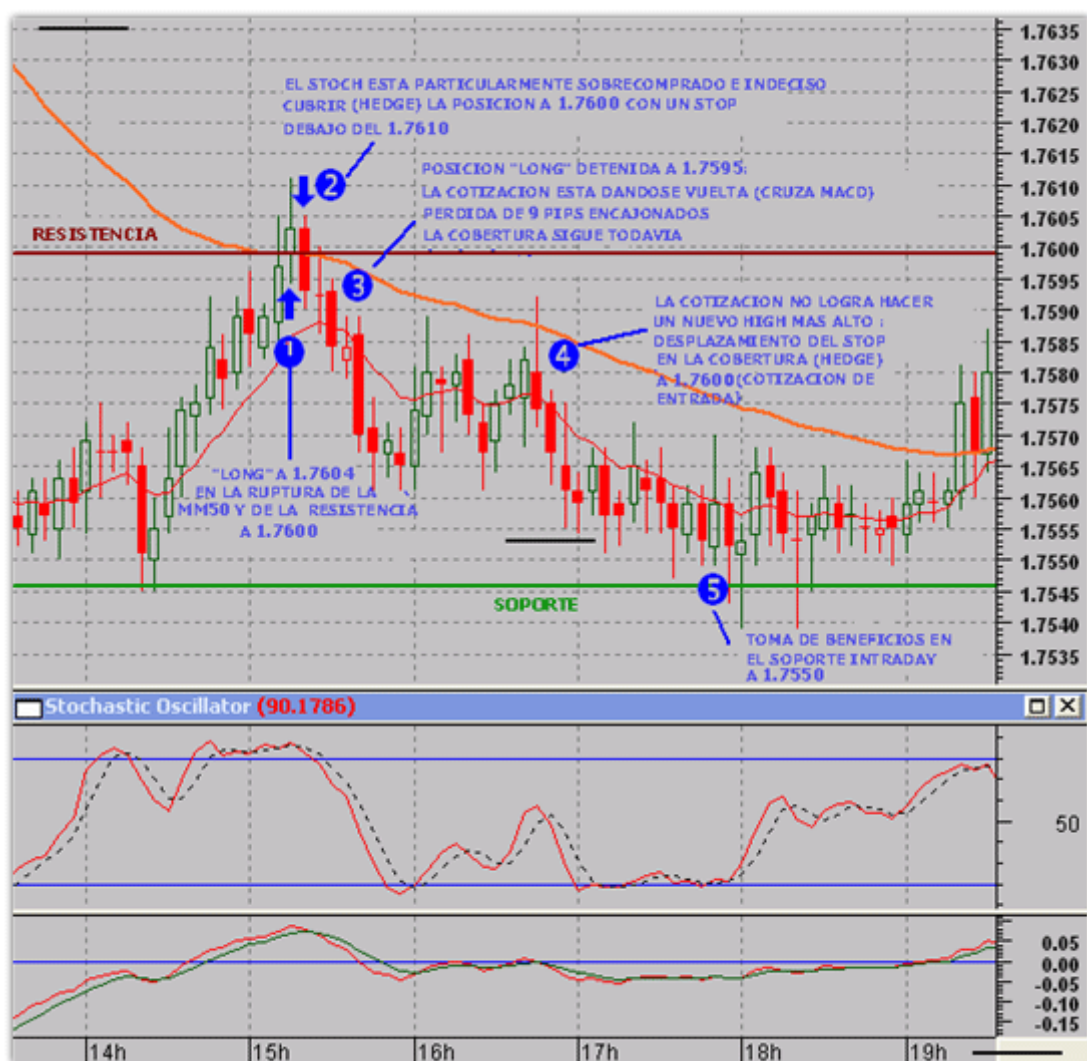 EL STOCH ESTA PARTICULARMENTE SOBRECOMPRADO E INDECISO
CUBRIR (HEDGE) LA POSICION A 1.7600 CON UN STOP
DEBAJO DEL 1.7610
2
POSICION "LONG" DETENIDA A 1.7595:
LA COTIZACION ESTA DANDOSE VUELTA (CRUZA MACD)
PERDIDA DE 9 PIPS ENCAJONADOS
LA COBERTURA SIGUE TODAVIA
RESISTENCIA
3
LA COTIZACION NO LOGRA HACER
UN NUEVO HIGH MAS ALTO :
DESPLAZAMIENTO DEL STOP
EN LA COBERTURA (HEDGE)
A 1.7600(COTIZACION DE
ENTRADA)
1
4
"LONG" A 1.7604
EN LA RUPTURA DE LA
MM50 Y DE LA RESISTENCIA
A 1.7600
5
SOPORTE
TOMA DE BENEFICIOS EN
EL SOPORTE INTRADAY
A 1.7550
1.7635
1.7630
1.7625
1.7620
1.7615
1.7610
1.7605
1.7600
1.7595
1.7590
1.7585
1.7580
1.7575
1.7570
1.7565
1.7560
1.7555
1.7550
1.7545
1.7540
1.7535
Stochastic Oscillator (90.1786)
50
0.05
0.00
-0.05
-0.10
-0.15
14h 15h 16h 17h 18h 19h